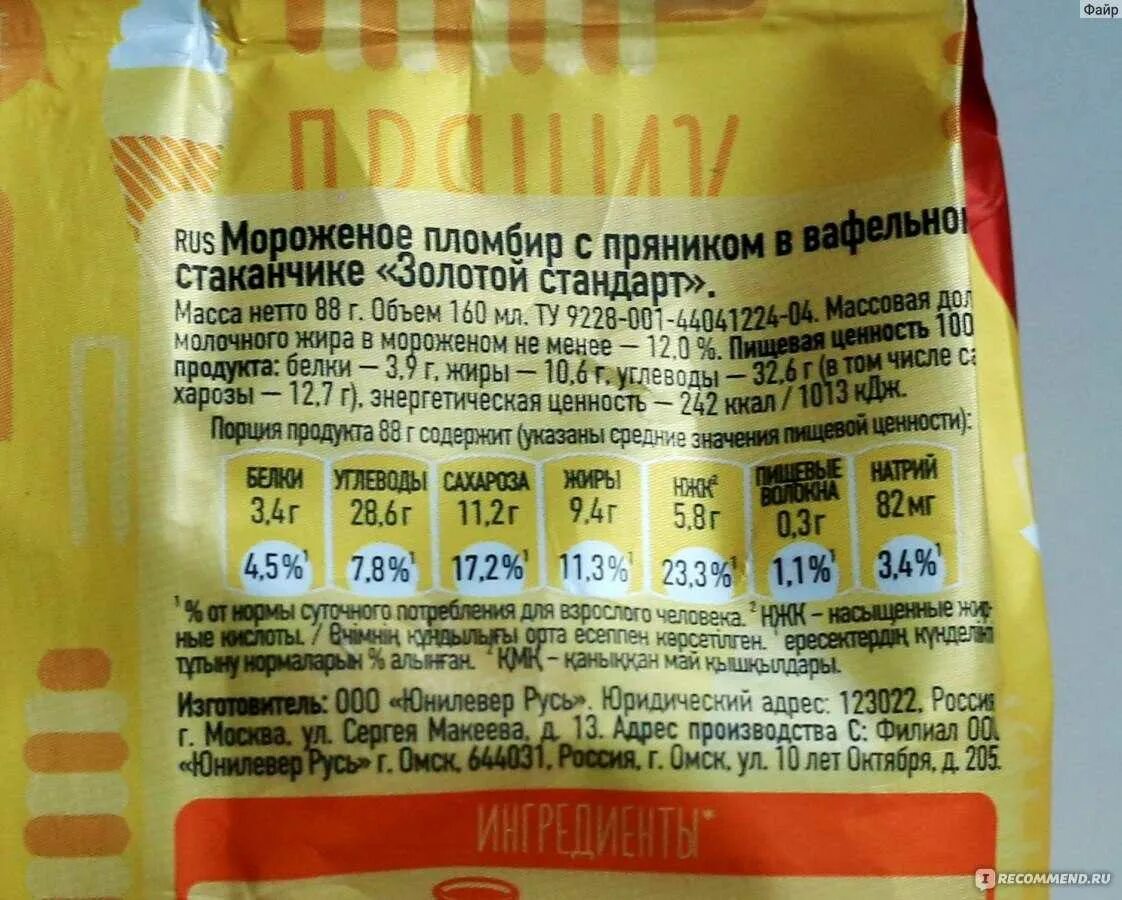 Файр
ПРЯНИК
RUS Мороженое пломбир с пряником в вафельно
стаканчике «Золотой стандарт».
Масса нетто 88 г. Объем 160 мл. ТУ 9228-001-44041224-04. Массовая дол
молочного жира в мороженом не менее – 12,0 %. Пищевая ценность 100
продукта: белки – 3,9 г, жиры – 10,6 г, углеводы – 32,6 г (в том числе са
харозы – 12,7 г), энергетическая ценность – 242 ккал / 1013 кДж.
Порция продукта 88 г содержит (указаны средние значения пищевой ценности):
БЕЛКИ УГЛЕВОДЫ САХАРОЗА ЖИРЫ НЖК² ПИЩЕВЫЕ ВОЛОКНА НАТРИЙ
3,4г 28,6г 11,2г 9,4г 5,8г 0,3г 82мг
4,5%¹ 7,8%¹ 17,2%¹ 11,3%¹ 23,3%¹ 1,1%¹ 3,4%¹
¹ % от нормы суточного потребления для взрослого человека. ² НЖК – насыщенные жир-
ные кислоты. / Өнімнің құндылығы орта есеппен көрсетілген. ¹ ересектердің күнделікті
тұтыну нормаларын % алынған. ² ҚМҚ – қаныққан май қышқылдары.
Изготовитель: ООО «Юнилевер Русь». Юридический адрес: 123022, Россия
г. Москва, ул. Сергея Макеева, д. 13. Адрес производства С: Филиал ОО
«Юнилевер Русь» г. Омск, 644031, Россия, г. Омск, ул. 10 лет Октября, д. 205.
ИНГРЕДИЕНТЫ*
IRECOMMEND.RU